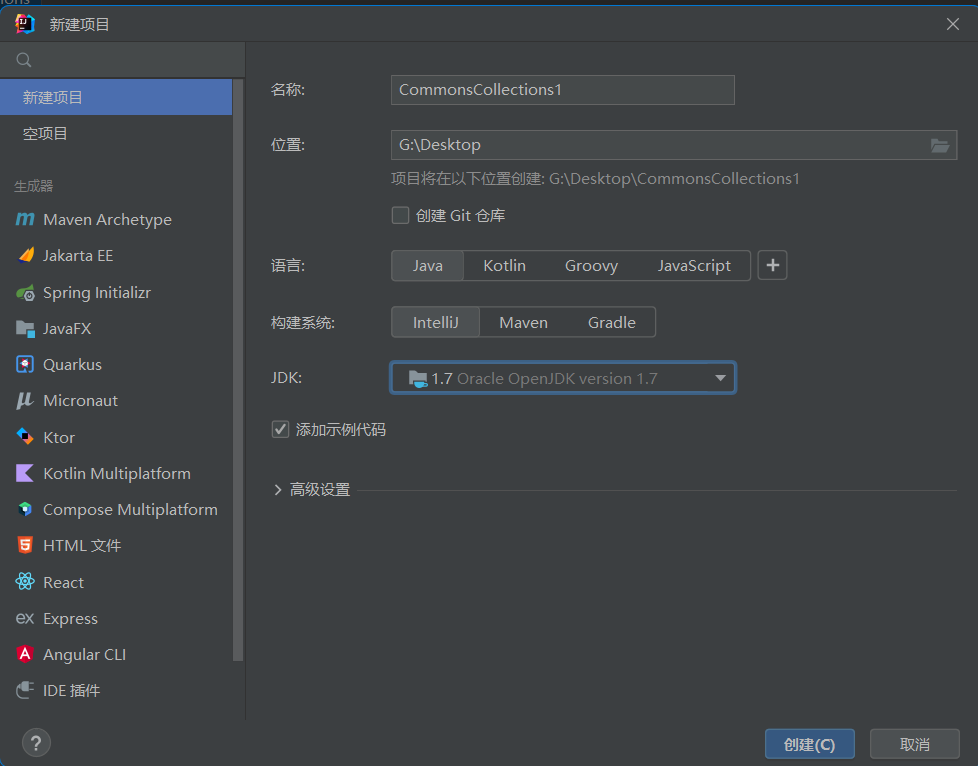 新建项目
新建项目
空项目
生成器
Maven Archetype
Jakarta EE
Spring Initializr
JavaFX
Quarkus
Micronaut
Ktor
Kotlin Multiplatform
Compose Multiplatform
HTML 文件
React
Express
Angular CLI
IDE 插件
名称: CommonsCollections1
位置: G:\Desktop
项目将在以下位置创建: G:\Desktop\CommonsCollections1
创建 Git 仓库
语言: Java Kotlin Groovy JavaScript +
构建系统: IntelliJ Maven Gradle
JDK: 1.7 Oracle OpenJDK version 1.7
添加示例代码
高级设置
? 创建(C) 取消